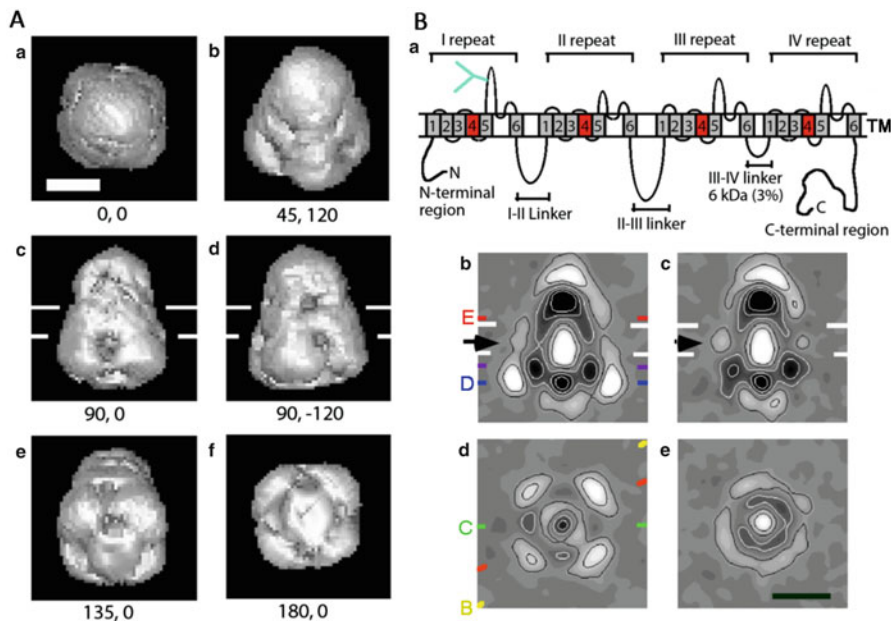 A
a
b
0, 0
45, 120
c
d
90, 0
90, -120
e
f
135, 0
180, 0
B
a
I repeat
II repeat
III repeat
IV repeat
1 2 3 4 5 6 1 2 3 4 5 6 1 2 3 4 5 6 1 2 3 4 5 6
TM
N
N-terminal
region
I-II Linker
II-III linker
III-IV linker
6 kDa (3%)
C
C-terminal region
b
c
E
D
d
e
C
B